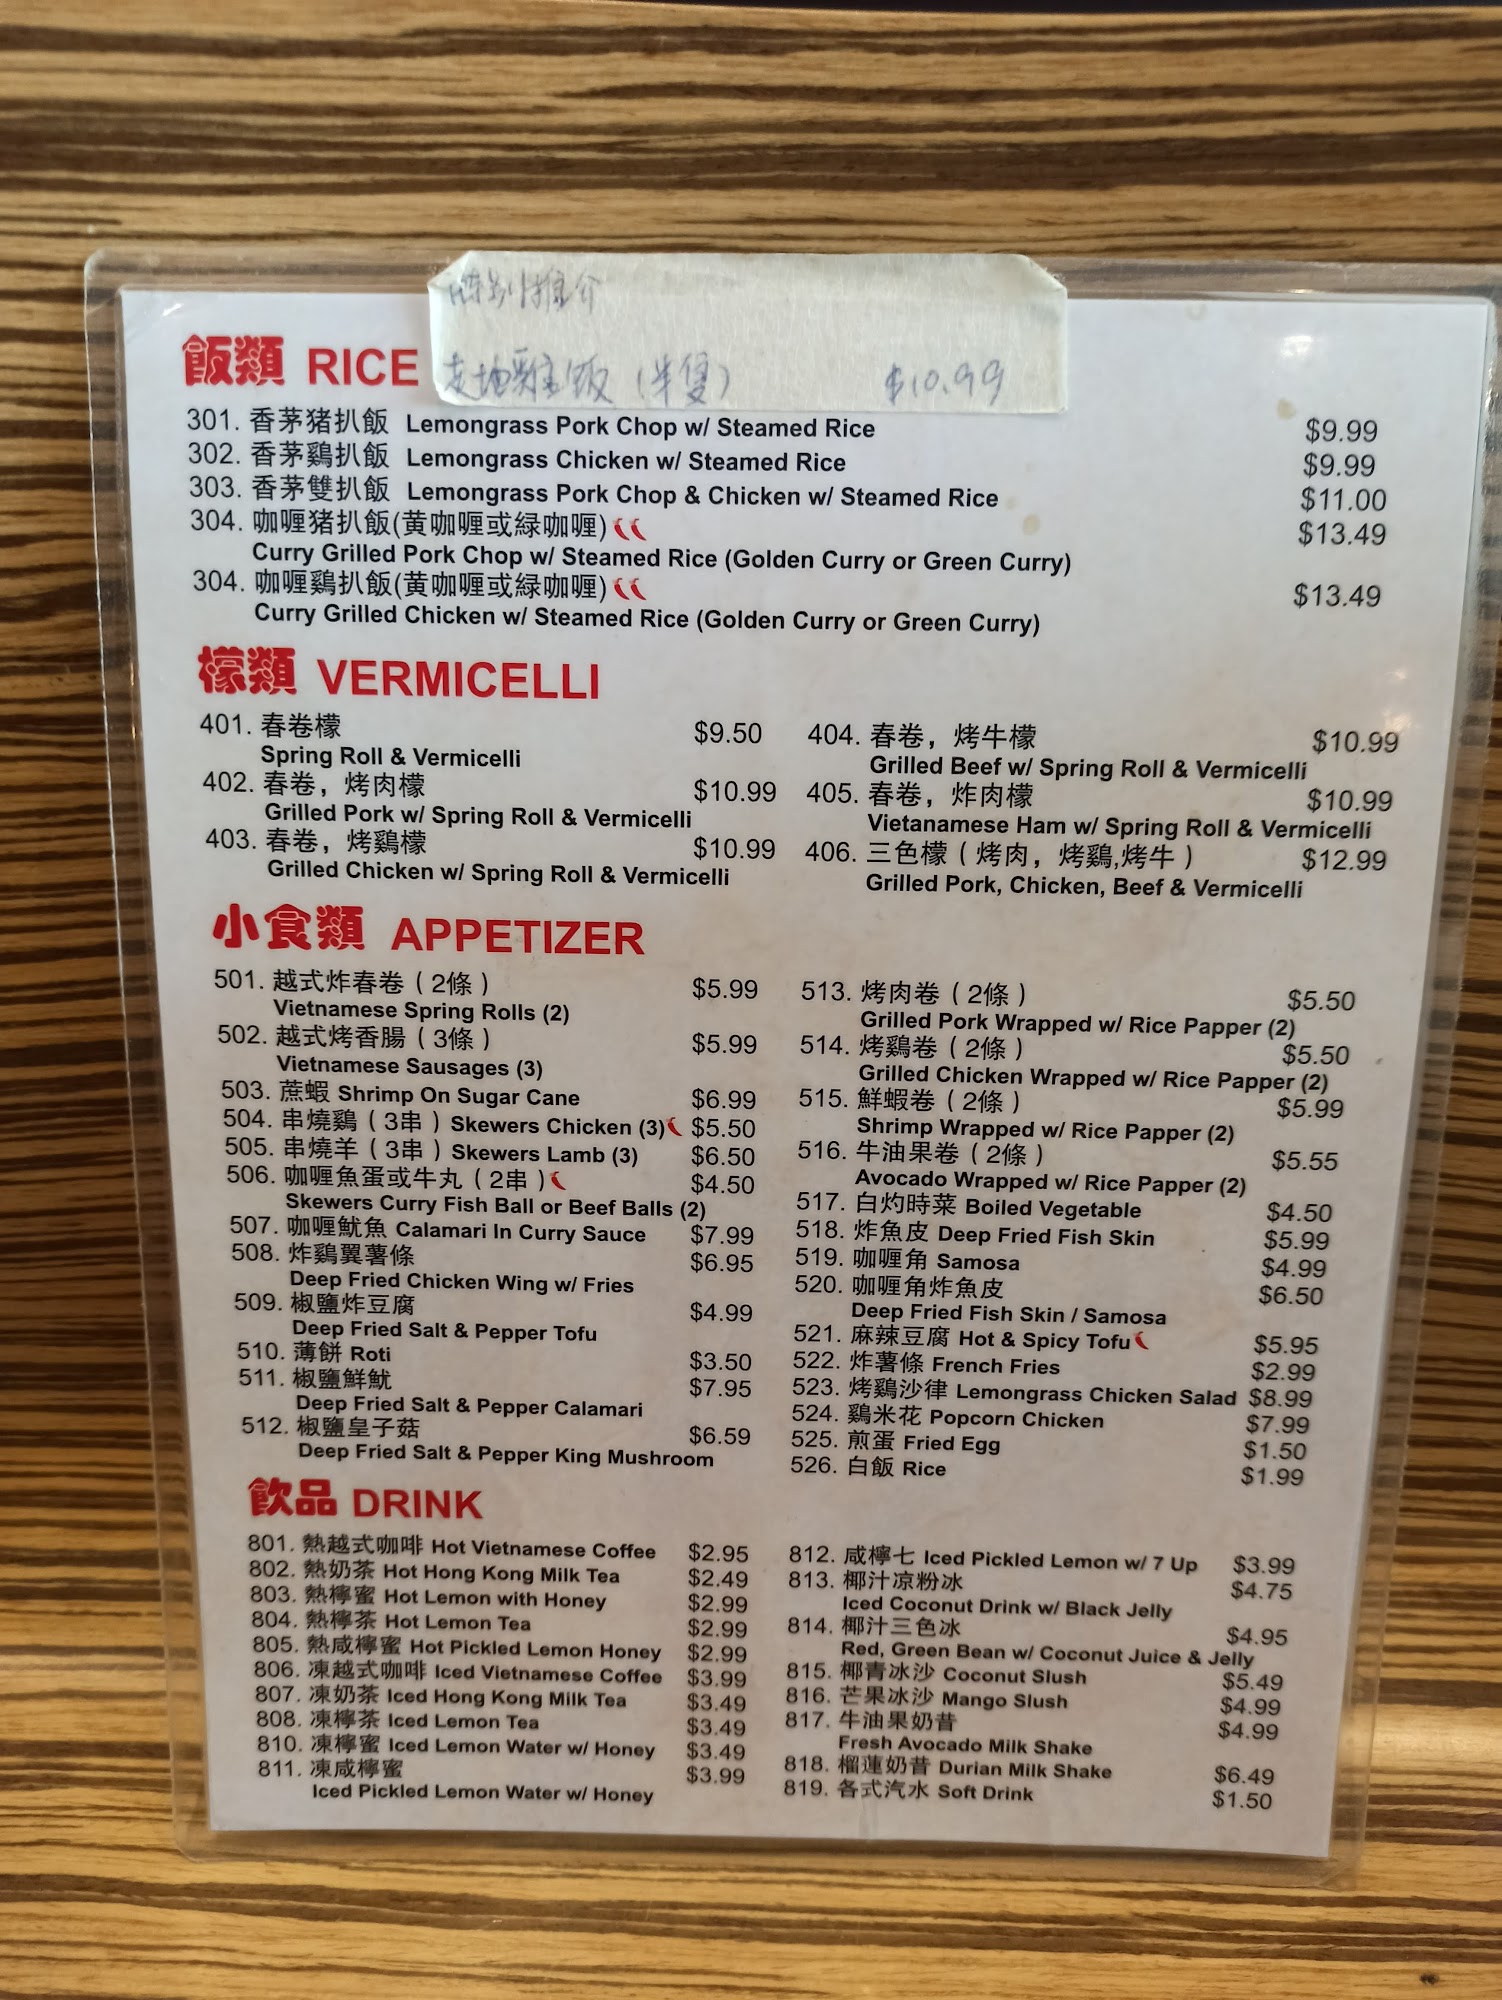 特别推介
走地雞飯（半隻） $10.99
飯類 RICE
301. 香茅猪扒飯 Lemongrass Pork Chop w/ Steamed Rice $9.99
302. 香茅鷄扒飯 Lemongrass Chicken w/ Steamed Rice $9.99
303. 香茅雙扒飯 Lemongrass Pork Chop & Chicken w/ Steamed Rice $11.00
304. 咖喱猪扒飯(黄咖喱或緑咖喱) $13.49
Curry Grilled Pork Chop w/ Steamed Rice (Golden Curry or Green Curry)
304. 咖喱鷄扒飯(黄咖喱或緑咖喱) $13.49
Curry Grilled Chicken w/ Steamed Rice (Golden Curry or Green Curry)
檬類 VERMICELLI
401. 春卷檬 $9.50
Spring Roll & Vermicelli
402. 春卷，烤肉檬 $10.99
Grilled Pork w/ Spring Roll & Vermicelli
403. 春卷，烤鷄檬 $10.99
Grilled Chicken w/ Spring Roll & Vermicelli
404. 春卷，烤牛檬 $10.99
Grilled Beef w/ Spring Roll & Vermicelli
405. 春卷，炸肉檬 $10.99
Vietanamese Ham w/ Spring Roll & Vermicelli
406. 三色檬（烤肉，烤鷄,烤牛） $12.99
Grilled Pork, Chicken, Beef & Vermicelli
小食類 APPETIZER
501. 越式炸春卷（2條） $5.99
Vietnamese Spring Rolls (2)
502. 越式烤香腸（3條） $5.99
Vietnamese Sausages (3)
503. 蔗蝦 Shrimp On Sugar Cane $6.99
504. 串燒鷄（3串）Skewers Chicken (3) $5.50
505. 串燒羊（3串）Skewers Lamb (3) $6.50
506. 咖喱魚蛋或牛丸（2串） $4.50
Skewers Curry Fish Ball or Beef Balls (2)
507. 咖喱魷魚 Calamari In Curry Sauce $7.99
508. 炸鷄翼薯條 $6.95
Deep Fried Chicken Wing w/ Fries
509. 椒鹽炸豆腐 $4.99
Deep Fried Salt & Pepper Tofu
510. 薄餅 Roti $3.50
511. 椒鹽鮮魷 $7.95
Deep Fried Salt & Pepper Calamari
512. 椒鹽皇子菇 $6.59
Deep Fried Salt & Pepper King Mushroom
513. 烤肉卷（2條） $5.50
Grilled Pork Wrapped w/ Rice Papper (2)
514. 烤鷄卷（2條） $5.50
Grilled Chicken Wrapped w/ Rice Papper (2)
515. 鮮蝦卷（2條） $5.99
Shrimp Wrapped w/ Rice Papper (2)
516. 牛油果卷（2條） $5.55
Avocado Wrapped w/ Rice Papper (2)
517. 白灼時菜 Boiled Vegetable $4.50
518. 炸魚皮 Deep Fried Fish Skin $5.99
519. 咖喱角 Samosa $4.99
520. 咖喱角炸魚皮 $6.50
Deep Fried Fish Skin / Samosa
521. 麻辣豆腐 Hot & Spicy Tofu $5.95
522. 炸薯條 French Fries $2.99
523. 烤鷄沙律 Lemongrass Chicken Salad $8.99
524. 鷄米花 Popcorn Chicken $7.99
525. 煎蛋 Fried Egg $1.50
526. 白飯 Rice $1.99
飲品 DRINK
801. 熱越式咖啡 Hot Vietnamese Coffee $2.95
802. 熱奶茶 Hot Hong Kong Milk Tea $2.49
803. 熱檸蜜 Hot Lemon with Honey $2.99
804. 熱檸茶 Hot Lemon Tea $2.99
805. 熱咸檸蜜 Hot Pickled Lemon Honey $2.99
806. 凍越式咖啡 Iced Vietnamese Coffee $3.99
807. 凍奶茶 Iced Hong Kong Milk Tea $3.49
808. 凍檸茶 Iced Lemon Tea $3.49
810. 凍檸蜜 Iced Lemon Water w/ Honey $3.49
811. 凍咸檸蜜 $3.99
Iced Pickled Lemon Water w/ Honey
812. 咸檸七 Iced Pickled Lemon w/ 7 Up $3.99
813. 椰汁凉粉冰 $4.75
Iced Coconut Drink w/ Black Jelly
814. 椰汁三色冰 $4.95
Red, Green Bean w/ Coconut Juice & Jelly
815. 椰青冰沙 Coconut Slush $5.49
816. 芒果冰沙 Mango Slush $4.99
817. 牛油果奶昔 $4.99
Fresh Avocado Milk Shake
818. 榴蓮奶昔 Durian Milk Shake $6.49
819. 各式汽水 Soft Drink $1.50